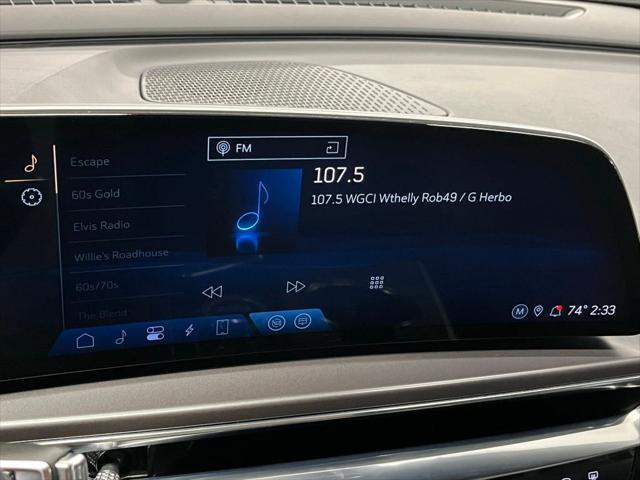 FM
Escape
107.5
107.5 WGCI Wthelly Rob49 / G Herbo
60s Gold
Elvis Radio
Willie's Roadhouse
60s/70s
The Blend
M 74° 2:33